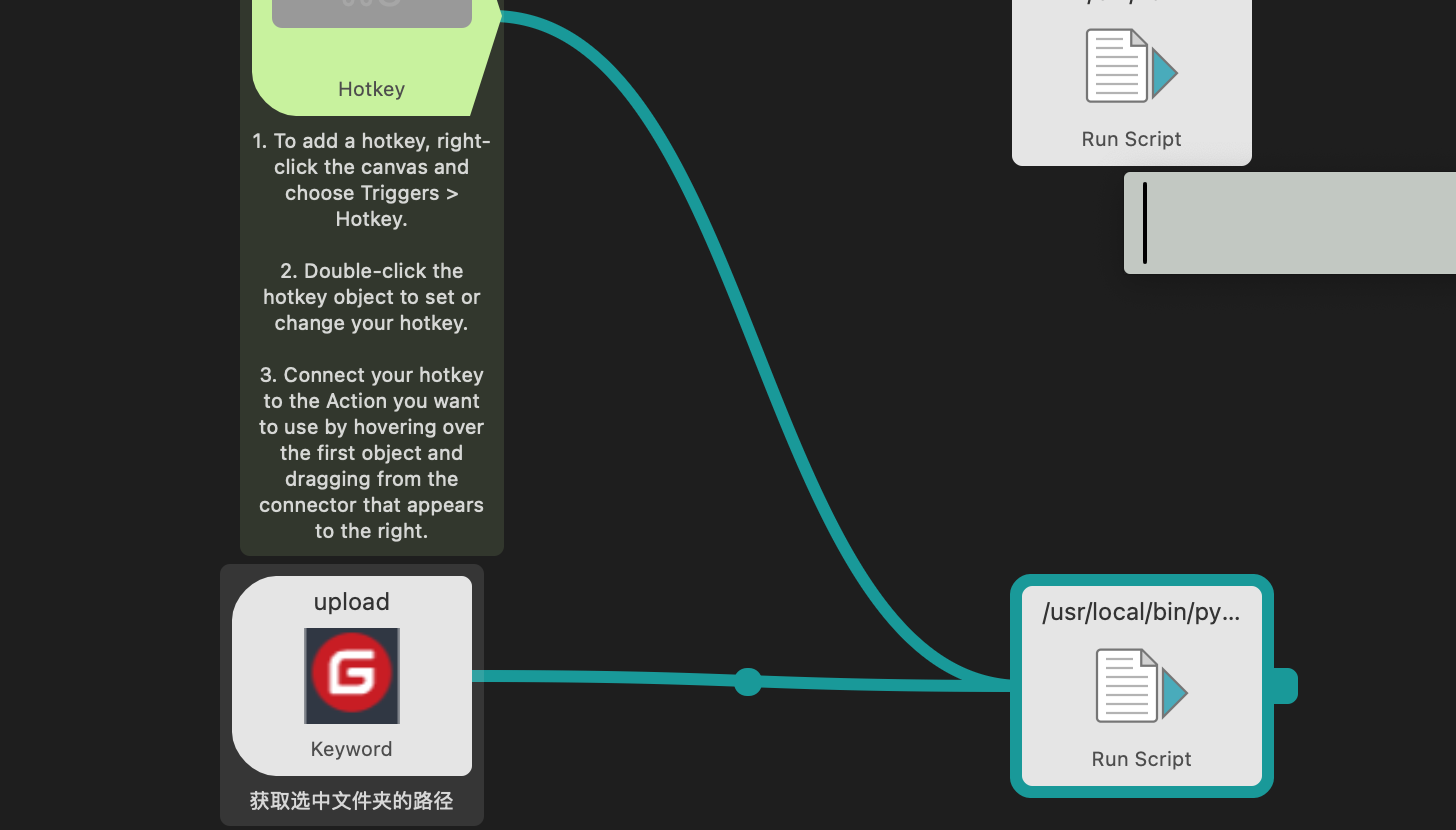 Hotkey
1. To add a hotkey, right-
click the canvas and
choose Triggers >
Hotkey.
2. Double-click the
hotkey object to set or
change your hotkey.
3. Connect your hotkey
to the Action you want
to use by hovering over
the first object and
dragging from the
connector that appears
to the right.
upload
G
Keyword
获取选中文件夹的路径
Run Script
/usr/local/bin/py...
Run Script